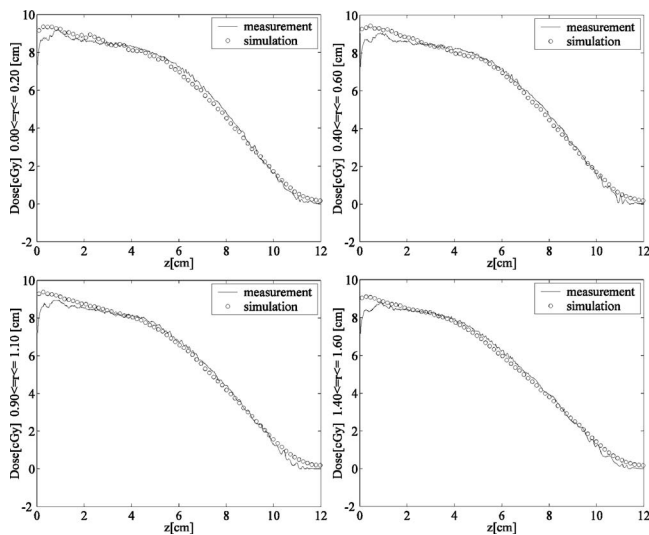 10
8
6
4
2
0
-2
Dose[cGy] 0.00<=r<= 0.20 [cm]
measurement
simulation
0 2 4 6 8 10 12
z[cm]
10
8
6
4
2
0
-2
Dose[cGy] 0.40<=r<= 0.60 [cm]
measurement
simulation
0 2 4 6 8 10 12
z[cm]
10
8
6
4
2
0
-2
Dose[cGy] 0.90<=r<= 1.10 [cm]
measurement
simulation
0 2 4 6 8 10 12
z[cm]
10
8
6
4
2
0
-2
Dose[cGy] 1.40<=r<= 1.60 [cm]
measurement
simulation
0 2 4 6 8 10 12
z[cm]